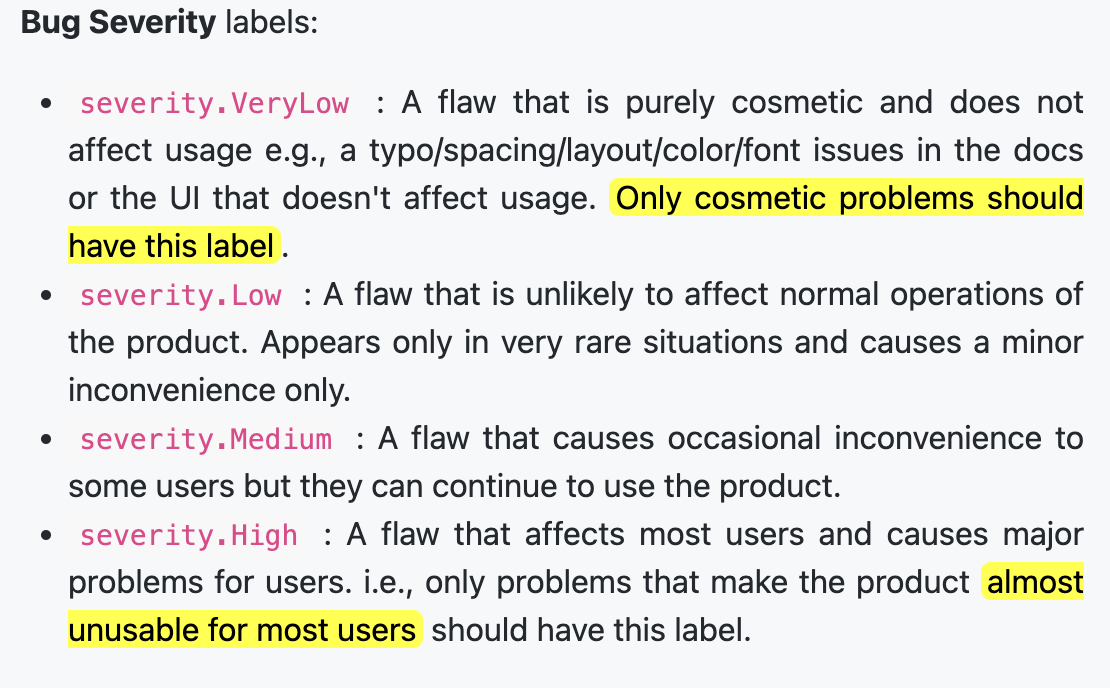 Bug Severity labels:
• severity.VeryLow : A flaw that is purely cosmetic and does not
affect usage e.g., a typo/spacing/layout/color/font issues in the docs
or the UI that doesn't affect usage. Only cosmetic problems should
have this label.
• severity.Low : A flaw that is unlikely to affect normal operations of
the product. Appears only in very rare situations and causes a minor
inconvenience only.
• severity.Medium : A flaw that causes occasional inconvenience to
some users but they can continue to use the product.
• severity.High : A flaw that affects most users and causes major
problems for users. i.e., only problems that make the product almost
unusable for most users should have this label.